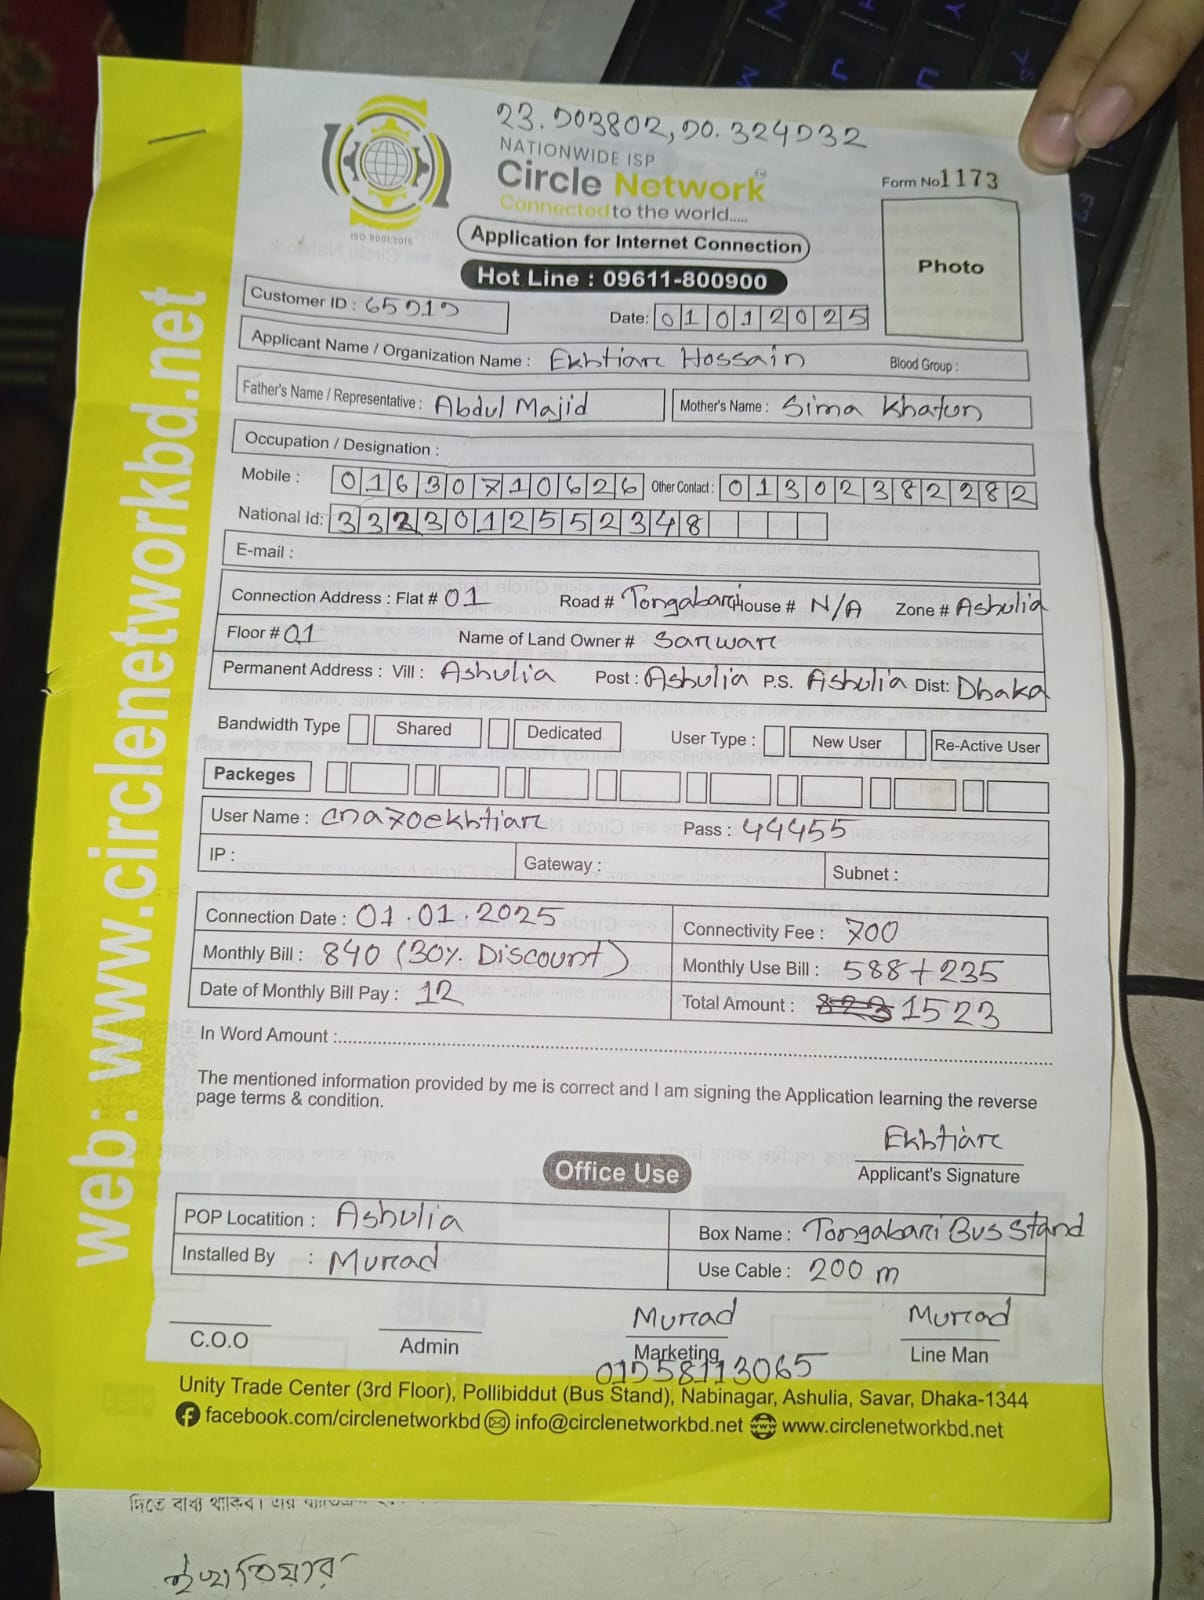 23.903802, 90.324932
NATIONWIDE ISP
Circle Network
Connected to the world.....
ISO 9001:2015
Form No 1173
Photo
Application for Internet Connection
Hot Line : 09611-800900
Customer ID : 65919
Date: 01012025
Applicant Name / Organization Name : Ekhtiar Hossain Blood Group :
Father's Name / Representative : Abdul Majid Mother's Name : Sima Khatun
Occupation / Designation :
Mobile : 01630710626 Other Contact : 01302382282
National Id: 3323012552348
E-mail :
Connection Address : Flat # 01 Road # Tongabari House # N/A Zone # Ashulia
Floor # 01 Name of Land Owner # Sarwar
Permanent Address : Vill : Ashulia Post : Ashulia P.S. Ashulia Dist: Dhaka
Bandwidth Type Shared Dedicated User Type : New User Re-Active User
Packeges
User Name : cna70ekhtiar Pass : 44455
IP : Gateway : Subnet :
Connection Date : 01.01.2025 Connectivity Fee : 700
Monthly Bill : 840 (30% Discount) Monthly Use Bill : 588+235
Date of Monthly Bill Pay : 12 Total Amount : 823 1523
In Word Amount :
The mentioned information provided by me is correct and I am signing the Application learning the reverse
page terms & condition.
Ekhtiar
Applicant's Signature
Office Use
POP Locatition : Ashulia Box Name : Tongabari Bus Stand
Installed By : Murad Use Cable : 200 m
Murad Murad
C.O.O Admin Marketing Line Man
01958113065
Unity Trade Center (3rd Floor), Pollibiddut (Bus Stand), Nabinagar, Ashulia, Savar, Dhaka-1344
facebook.com/circlenetworkbd info@circlenetworkbd.net www.circlenetworkbd.net
web: www.circlenetworkbd.net
দিতে বাধ্য থাকিব।
ইখতিয়ার